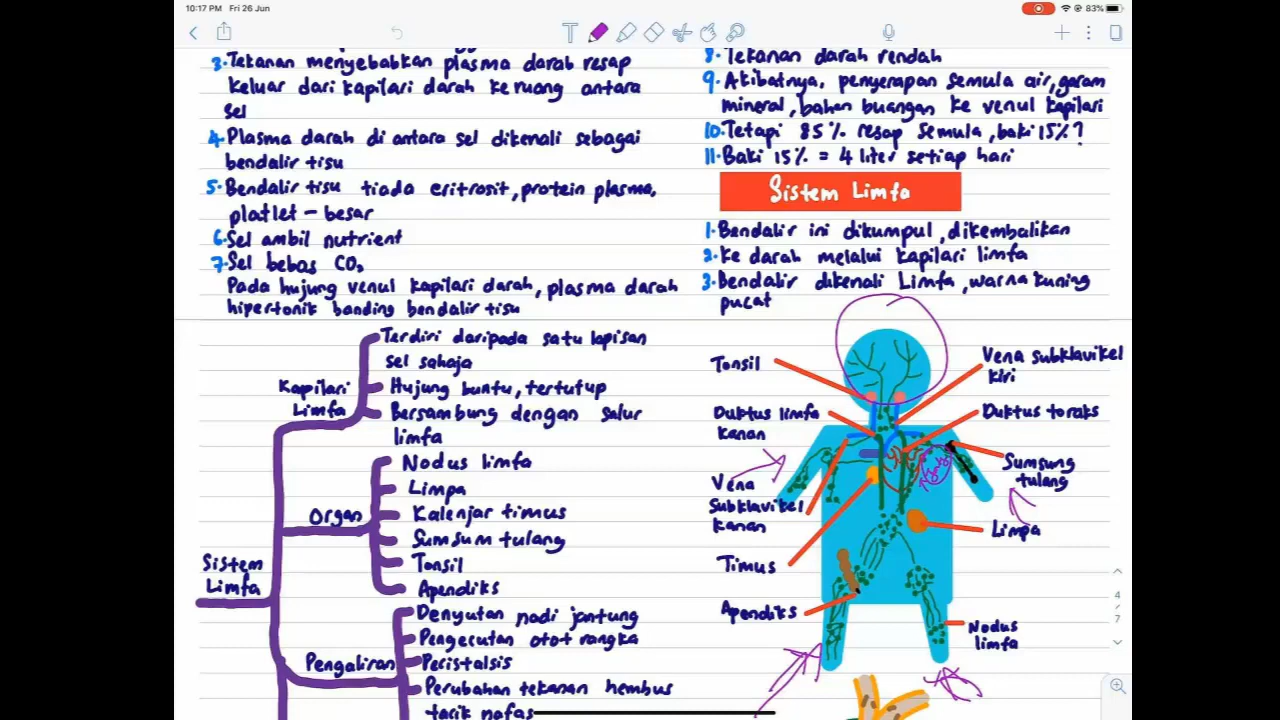 10:17 PM Fri 26 Jun
83%
3. Tekanan menyebabkan plasma darah resap
keluar dari kapilari darah ke ruang antara
sel
4. Plasma darah di antara sel dikenali sebagai
bendalir tisu
5. Bendalir tisu tiada eritrosit, protein plasma,
platlet - besar
6. Sel ambil nutrient
7. Sel bebas CO₂
Pada hujung venul kapilari darah, plasma darah
hipertonik banding bendalir tisu
8. Tekanan darah rendah
9. Akibatnya, penyerapan semula air, garam
mineral, bahan buangan ke venul kapilari
10. Tetapi 85% resap semula, baki 15%?
11. Baki 15% = 4 liter setiap hari
Sistem Limfa
1. Bendalir ini dikumpul, dikembalikan
2. Ke darah melalui kapilari limfa
3. Bendalir dikenali Limfa, warna kuning
pucat
Sistem
Limfa
Kapilari
Limfa
Terdiri daripada satu lapisan
sel sahaja
Hujung buntu, tertutup
Bersambung dengan salur
limfa
Organ
Nodus limfa
Limpa
Kalenjar timus
Sumsum tulang
Tonsil
Apendiks
Pengaliran
Denyutan nadi jantung
Pengecutan otot rangka
Peristalsis
Perubahan tekanan hembus
tarik nafas
Tonsil
Duktus limfa
kanan
Vena
Subklavikel
kanan
Timus
Apendiks
Vena Subklavikel
kiri
Duktus toraks
Sumsung
tulang
Limpa
Nodus
limfa
4
/
7